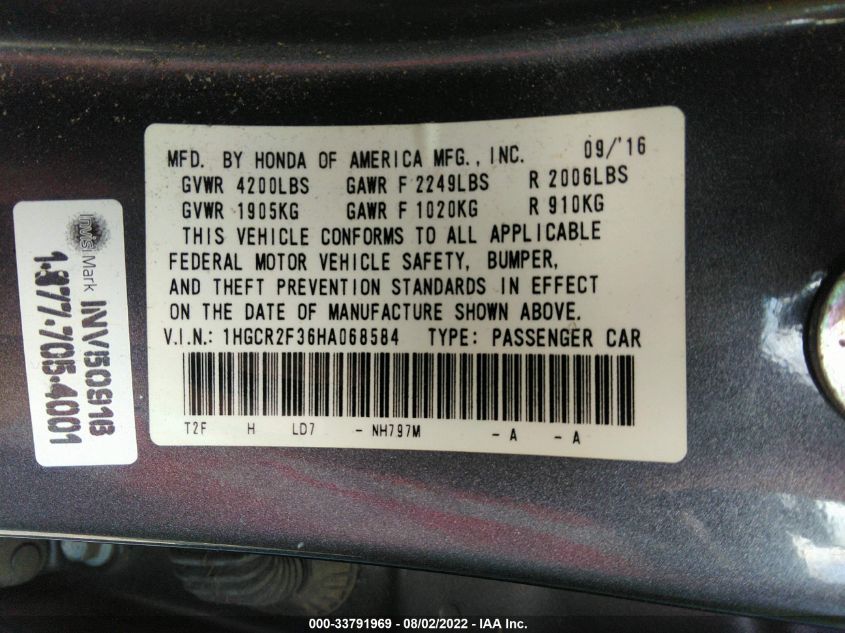 MFD. BY HONDA OF AMERICA MFG., INC. 09/'16
GVWR 4200LBS GAWR F 2249LBS R 2006LBS
GVWR 1905KG GAWR F 1020KG R 910KG
THIS VEHICLE CONFORMS TO ALL APPLICABLE
FEDERAL MOTOR VEHICLE SAFETY, BUMPER,
AND THEFT PREVENTION STANDARDS IN EFFECT
ON THE DATE OF MANUFACTURE SHOWN ABOVE.
V.I.N.: 1HGCR2F36HA068584 TYPE: PASSENGER CAR
T2F H LD7 - NH797M - A - A
InVisiMark
INV50918
1-877-705-4001
000-33791969 - 08/02/2022 - IAA Inc.